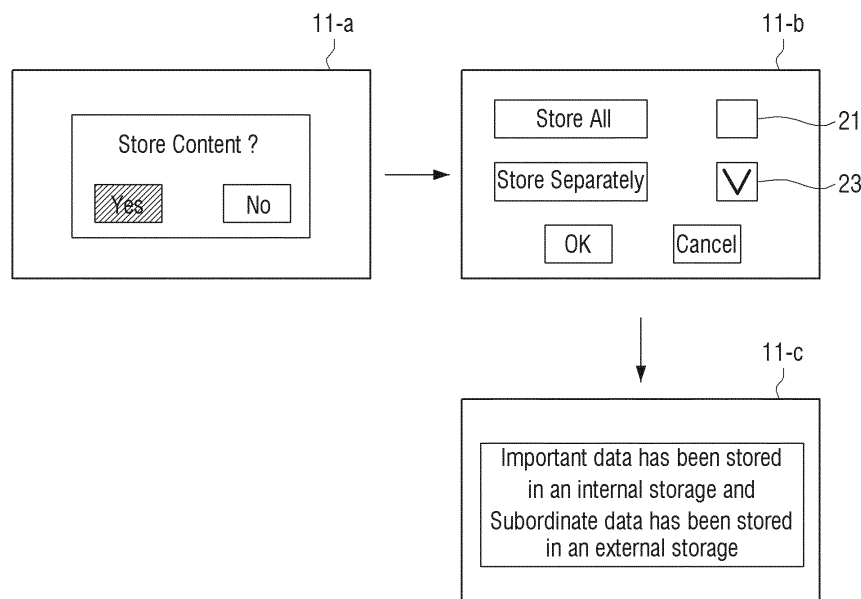 11-a
Store Content ?
Yes
No
11-b
Store All
21
Store Separately
V
23
OK
Cancel
11-c
Important data has been stored
in an internal storage and
Subordinate data has been stored
in an external storage